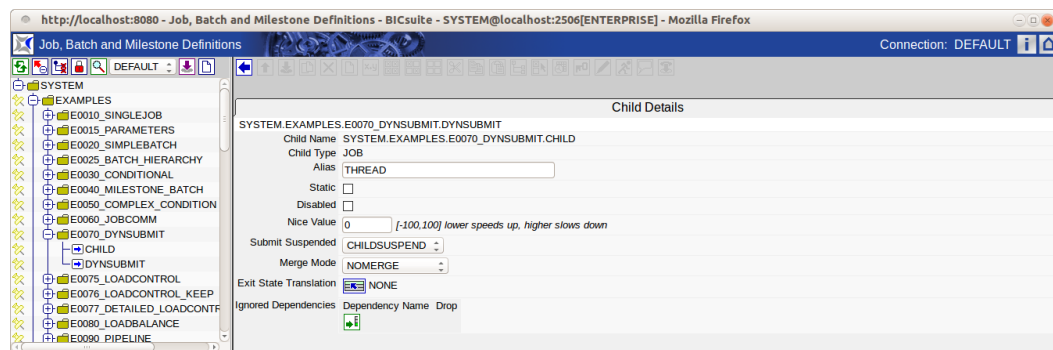 http://localhost:8080 - Job, Batch and Milestone Definitions - BICsuite - SYSTEM@localhost:2506[ENTERPRISE] - Mozilla Firefox
Job, Batch and Milestone Definitions
Connection: DEFAULT
DEFAULT
SYSTEM
EXAMPLES
E0010_SINGLEJOB
E0015_PARAMETERS
E0020_SIMPLEBATCH
E0025_BATCH_HIERARCHY
E0030_CONDITIONAL
E0040_MILESTONE_BATCH
E0050_COMPLEX_CONDITION
E0060_JOBCOMM
E0070_DYNSUBMIT
CHILD
DYNSUBMIT
E0075_LOADCONTROL
E0076_LOADCONTROL_KEEP
E0077_DETAILED_LOADCONTR
E0080_LOADBALANCE
E0090_PIPELINE
Child Details
SYSTEM.EXAMPLES.E0070_DYNSUBMIT.DYNSUBMIT
Child Name SYSTEM.EXAMPLES.E0070_DYNSUBMIT.CHILD
Child Type JOB
Alias THREAD
Static
Disabled
Nice Value 0 [-100,100] lower speeds up, higher slows down
Submit Suspended CHILDSUSPEND
Merge Mode NOMERGE
Exit State Translation NONE
Ignored Dependencies Dependency Name Drop